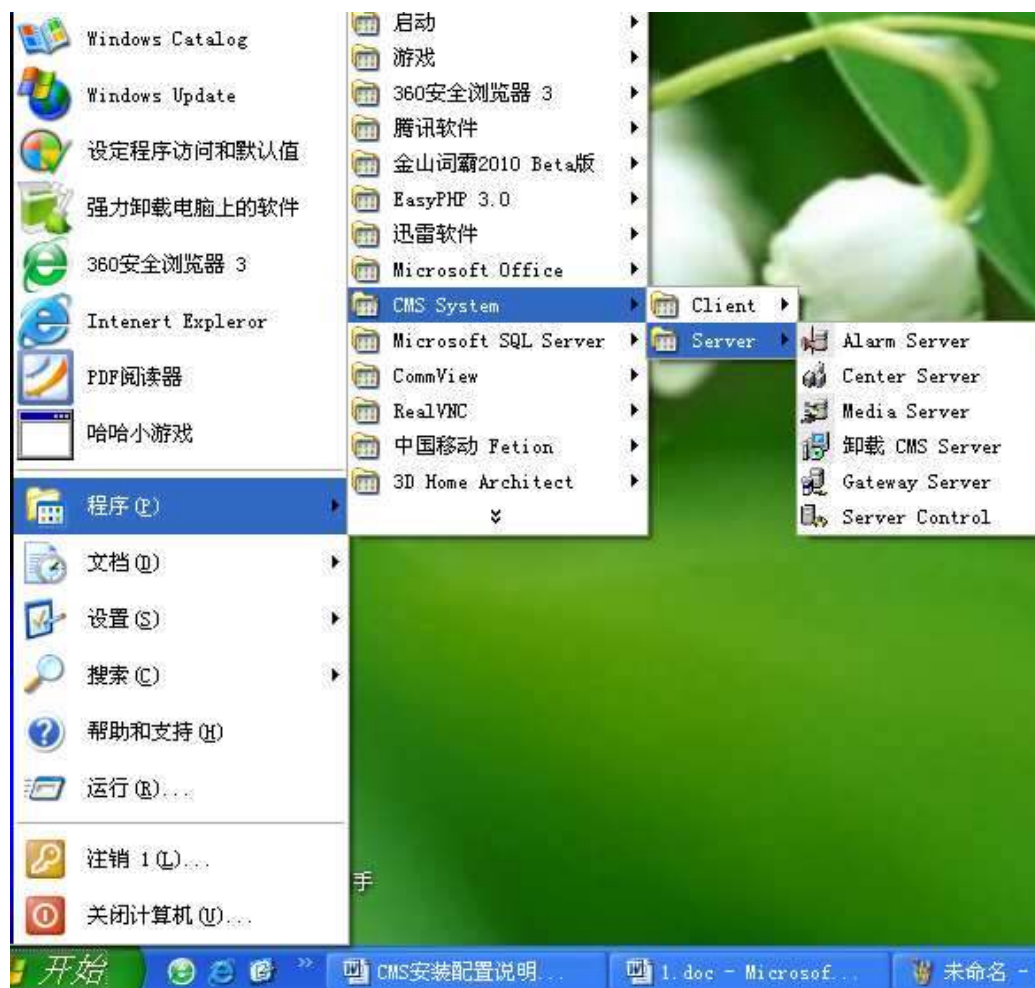 Windows Catalog
Windows Update
设定程序访问和默认值
强力卸载电脑上的软件
360安全浏览器 3
Intenert Expleror
PDF阅读器
哈哈小游戏
程序(P)
文档(D)
设置(S)
搜索(C)
帮助和支持(H)
运行(R)...
注销 1(L)...
关闭计算机(U)...
启动
游戏
360安全浏览器 3
腾讯软件
金山词霸2010 Beta版
EasyPHP 3.0
迅雷软件
Microsoft Office
CMS System
Microsoft SQL Server
CommView
RealVNC
中国移动 Fetion
3D Home Architect
Client
Server
Alarm Server
Center Server
Media Server
卸载 CMS Server
Gateway Server
Server Control
手
开始
CMS安装配置说明...
1.doc - Microsof...
未命名 -